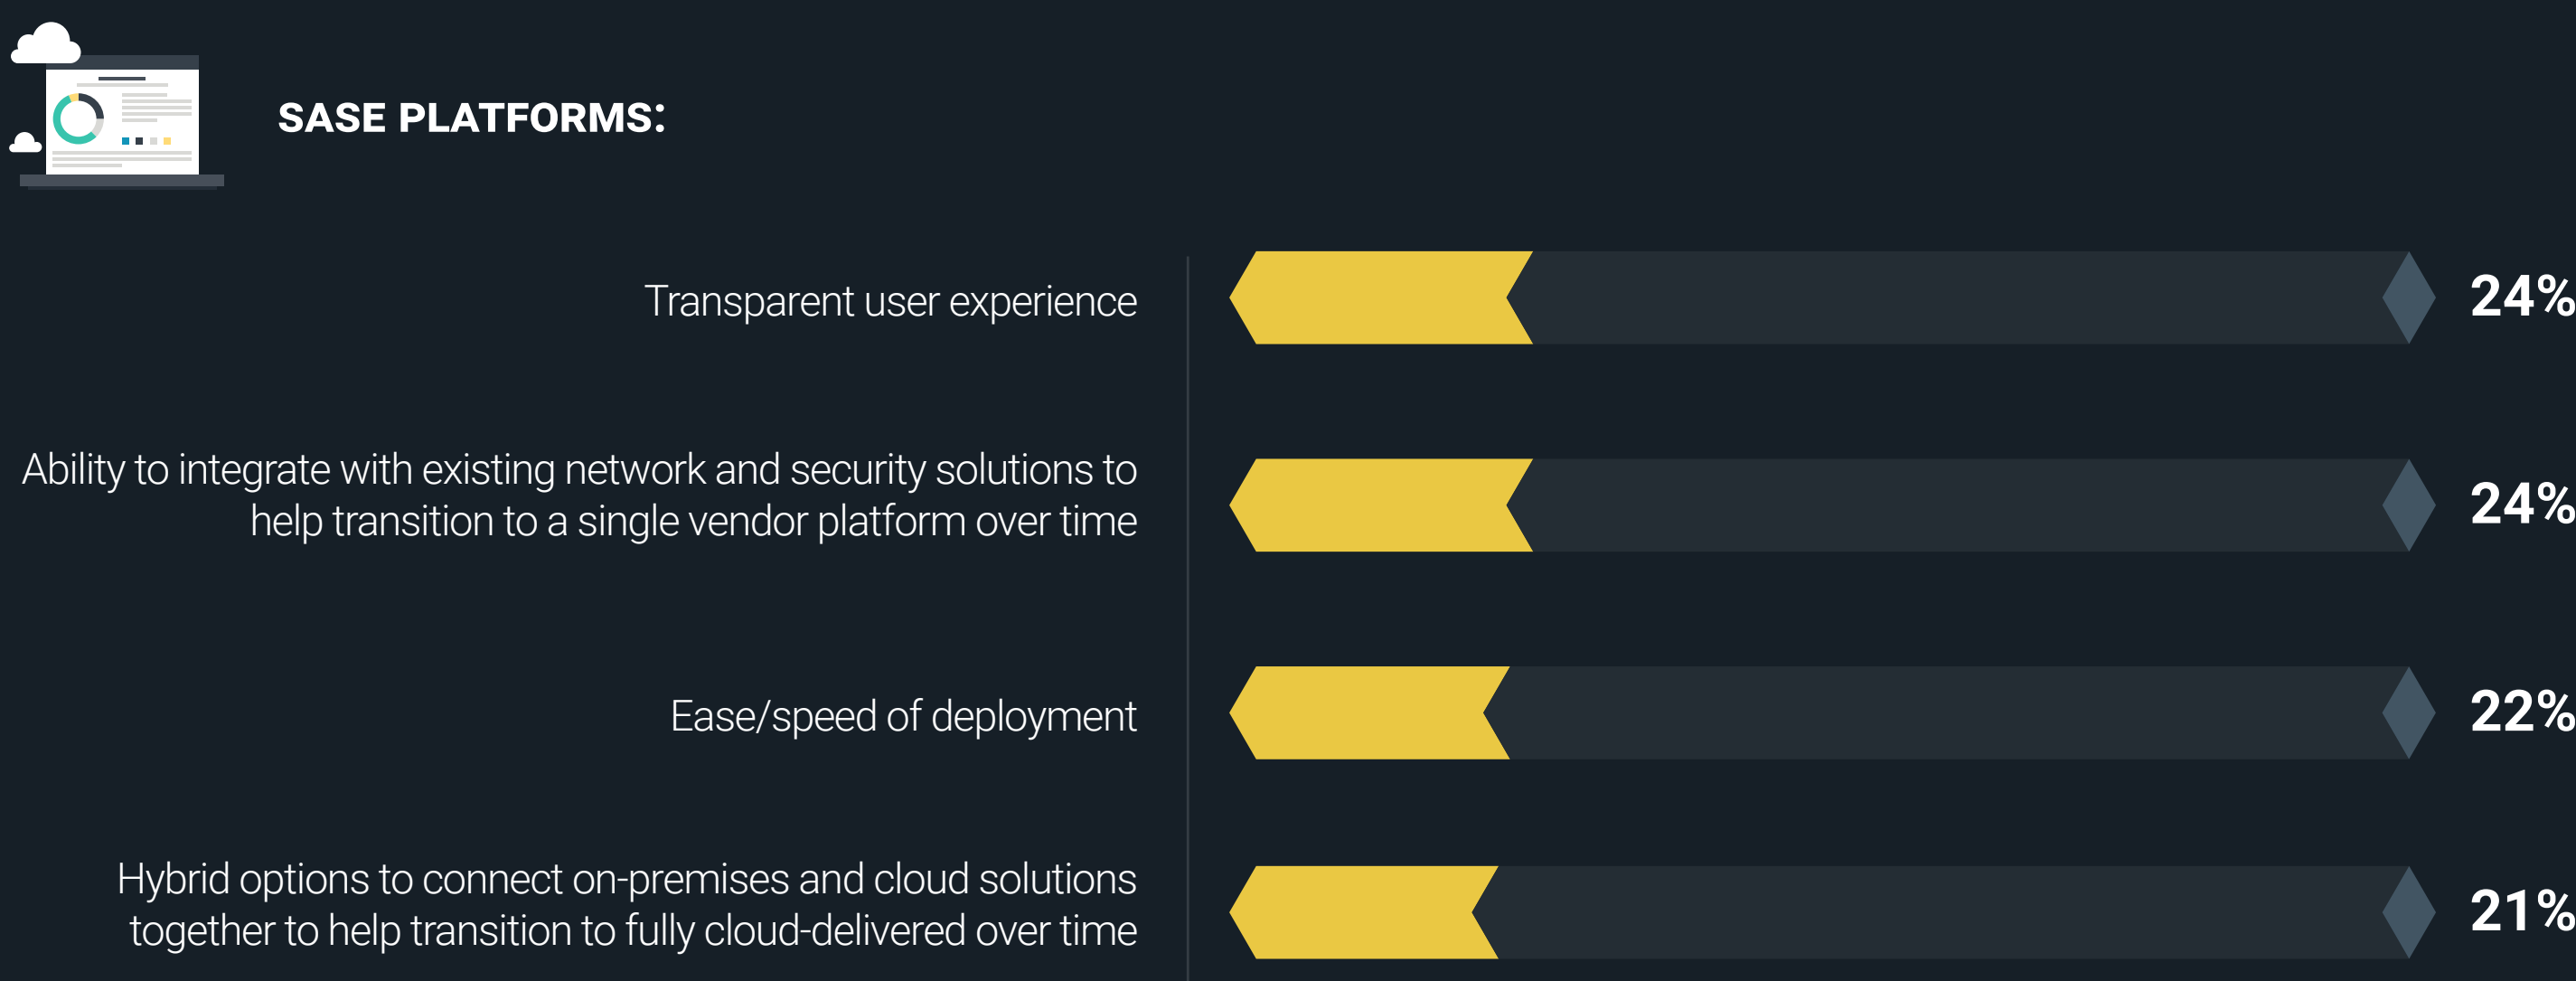 SASE PLATFORMS:
Transparent user experience
24%
Ability to integrate with existing network and security solutions to
help transition to a single vendor platform over time
24%
Ease/speed of deployment
22%
Hybrid options to connect on-premises and cloud solutions
together to help transition to fully cloud-delivered over time
21%